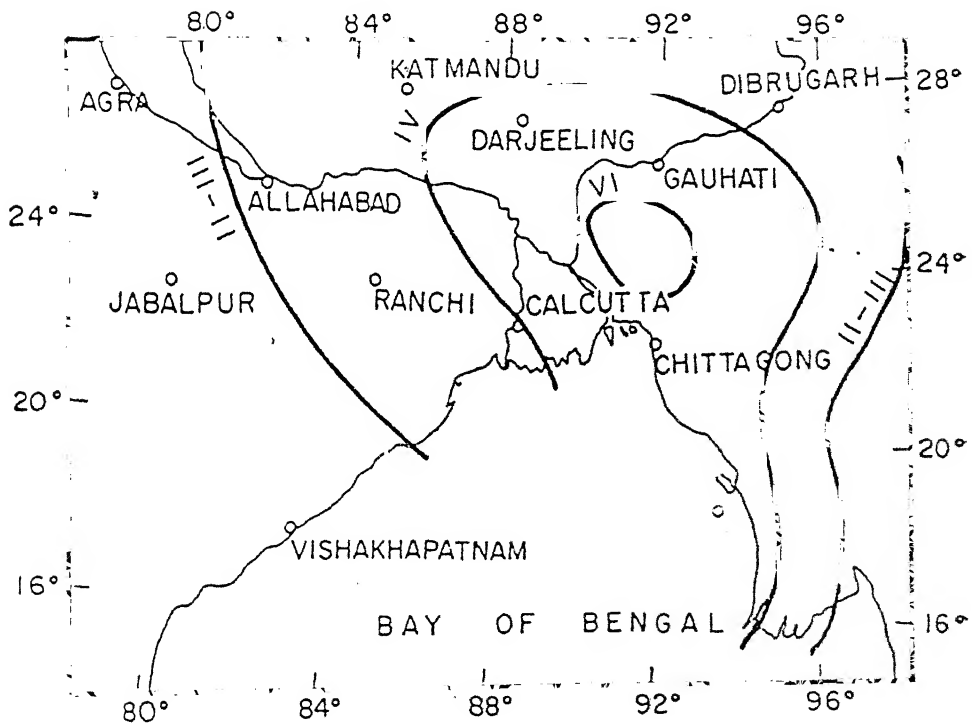 80° 84° 88° 92° 96°
KATMANDU
DIBRUGARH
28°
AGRA
IV
DARJEELING
III-II
ALLAHABAD
VI
GAUHATI
24°
24°
JABALPUR
RANCHI
CALCUTTA
II-III
CHITTAGONG
20°
20°
VISHAKHAPATNAM
16°
BAY OF BENGAL
16°
80° 84° 88° 92° 96°